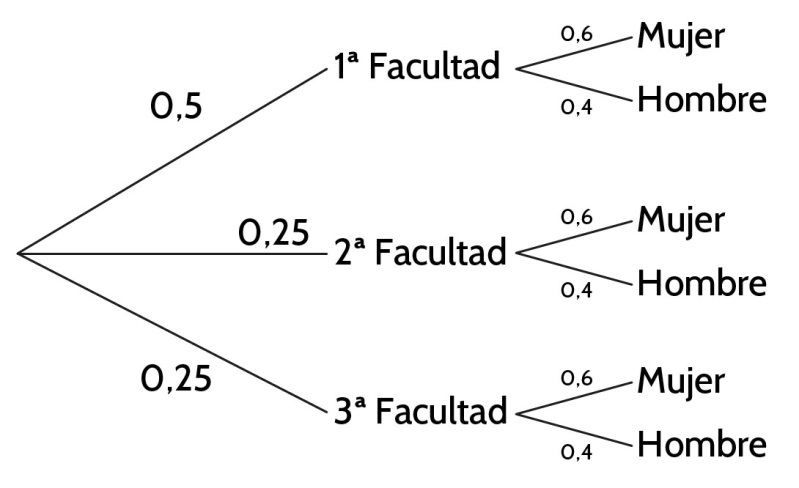 0,5
1ª Facultad
0,6
Mujer
0,4
Hombre
0,25
2ª Facultad
0,6
Mujer
0,4
Hombre
0,25
3ª Facultad
0,6
Mujer
0,4
Hombre